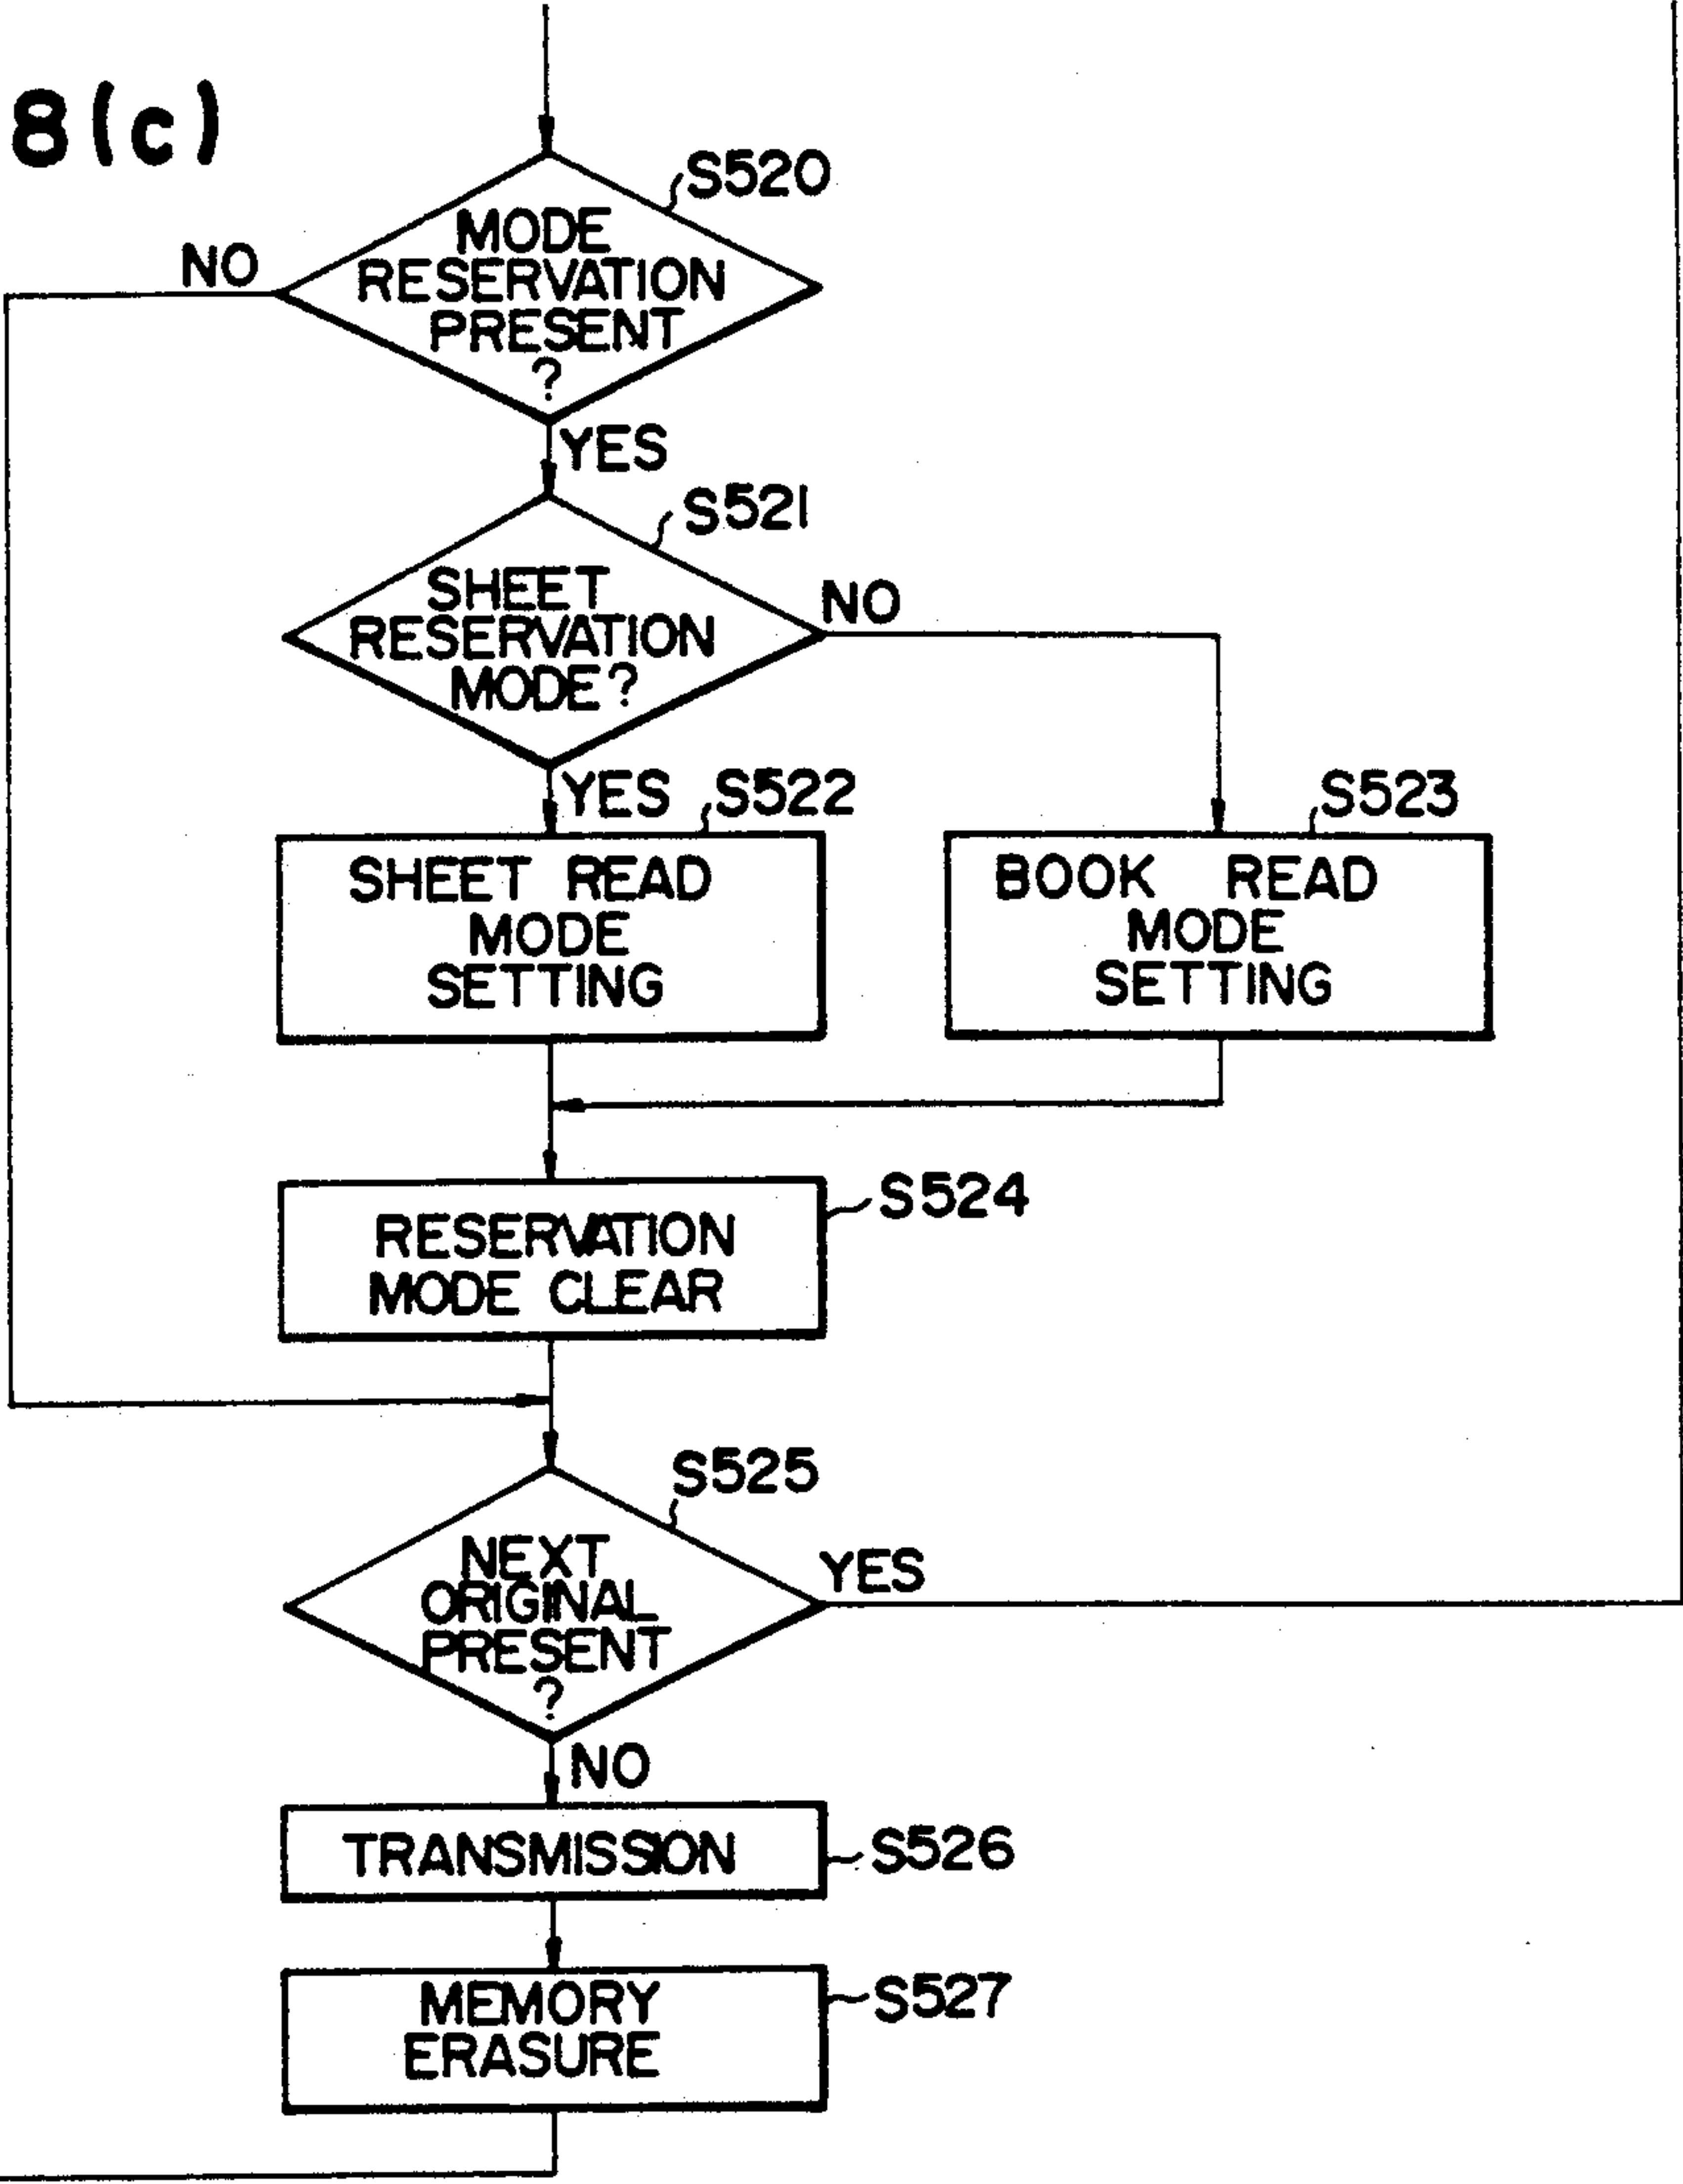 8(c)
S520
MODE
RESERVATION
PRESENT
?
NO
YES
S521
SHEET
RESERVATION
MODE?
NO
YES
S522
SHEET READ
MODE
SETTING
S523
BOOK READ
MODE
SETTING
S524
RESERVATION
MODE CLEAR
S525
NEXT
ORIGINAL
PRESENT
?
YES
NO
TRANSMISSION
S526
MEMORY
ERASURE
S527